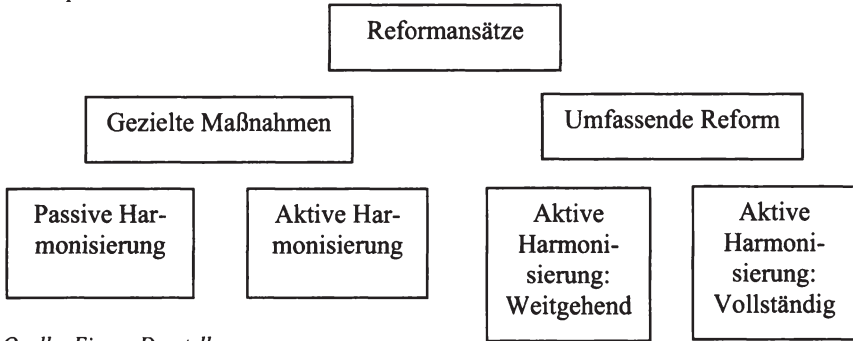 Reformansätze
Gezielte Maßnahmen
Umfassende Reform
Passive Har-
monisierung
Aktive Har-
monisierung
Aktive
Harmoni-
sierung:
Weitgehend
Aktive
Harmoni-
sierung:
Vollständig